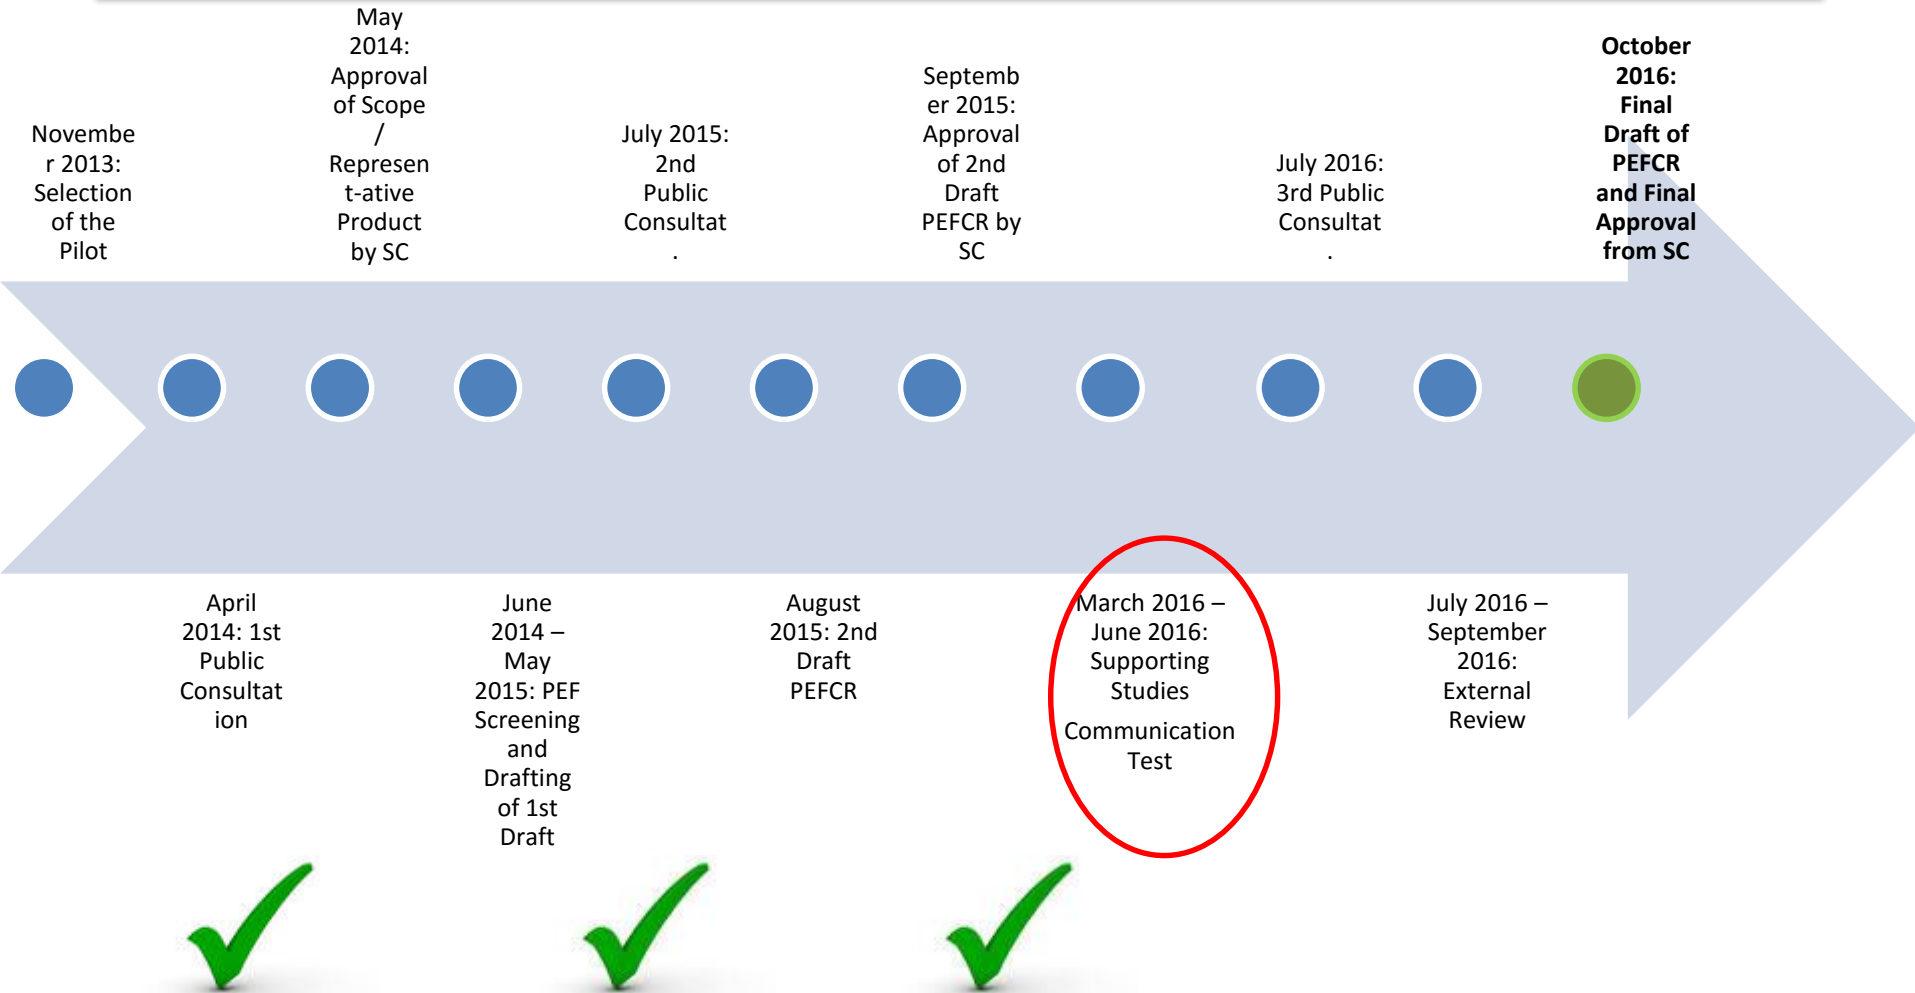 Novembe
r 2013:
Selection
of the
Pilot
May
2014:
Approval
of Scope
/
Represen
t-ative
Product
by SC
July 2015:
2nd
Public
Consultat
.
Septemb
er 2015:
Approval
of 2nd
Draft
PEFCR by
SC
July 2016:
3rd Public
Consultat
.
October
2016:
Final
Draft of
PEFCR
and Final
Approval
from SC
April
2014: 1st
Public
Consultat
ion
June
2014 –
May
2015: PEF
Screening
and
Drafting
of 1st
Draft
August
2015: 2nd
Draft
PEFCR
March 2016 –
June 2016:
Supporting
Studies
Communication
Test
July 2016 –
September
2016:
External
Review